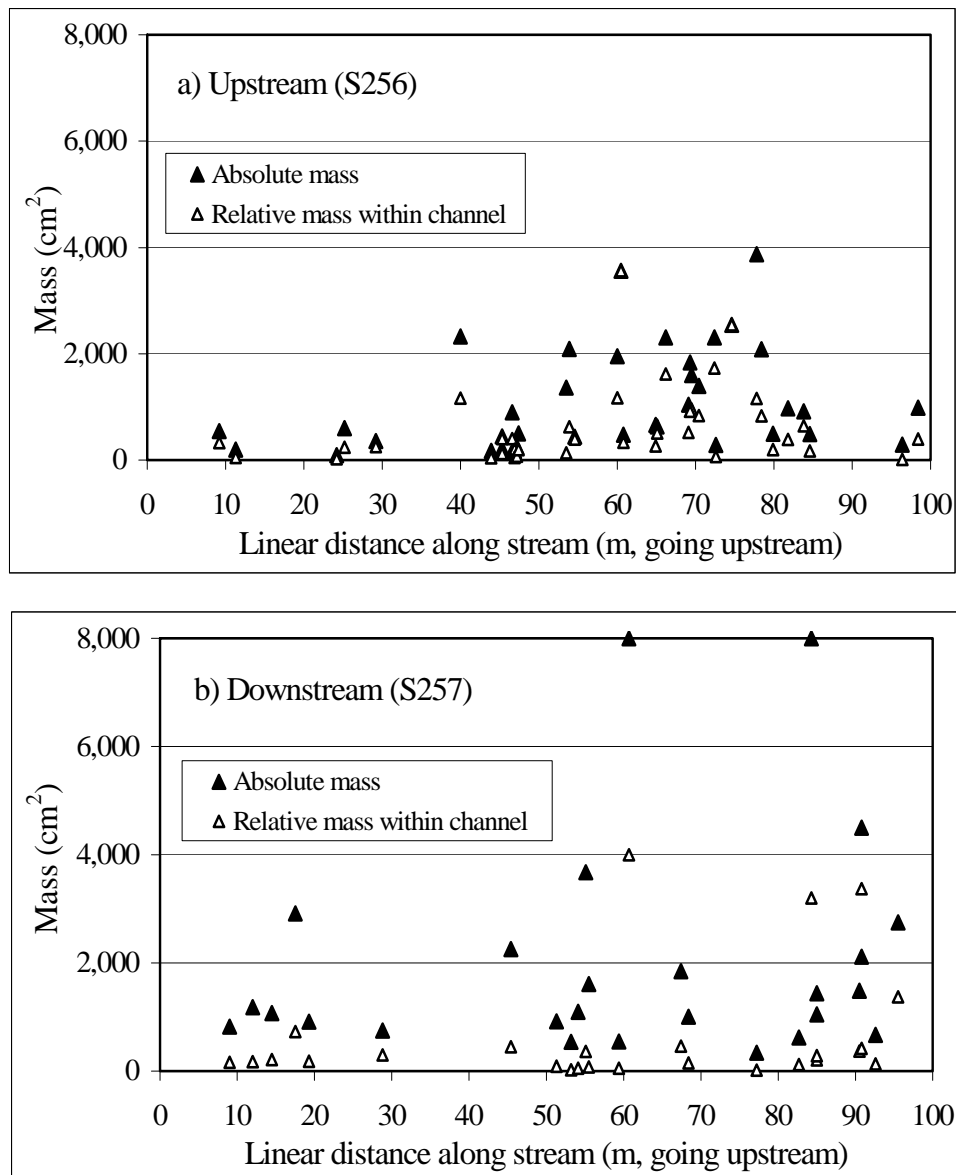 8,000
a) Upstream (S256)
6,000
Absolute mass
Relative mass within channel
4,000
2,000
0
Mass (cm²)
0 10 20 30 40 50 60 70 80 90 100
Linear distance along stream (m, going upstream)
8,000
b) Downstream (S257)
6,000
Absolute mass
Relative mass within channel
4,000
2,000
0
Mass (cm²)
0 10 20 30 40 50 60 70 80 90 100
Linear distance along stream (m, going upstream)